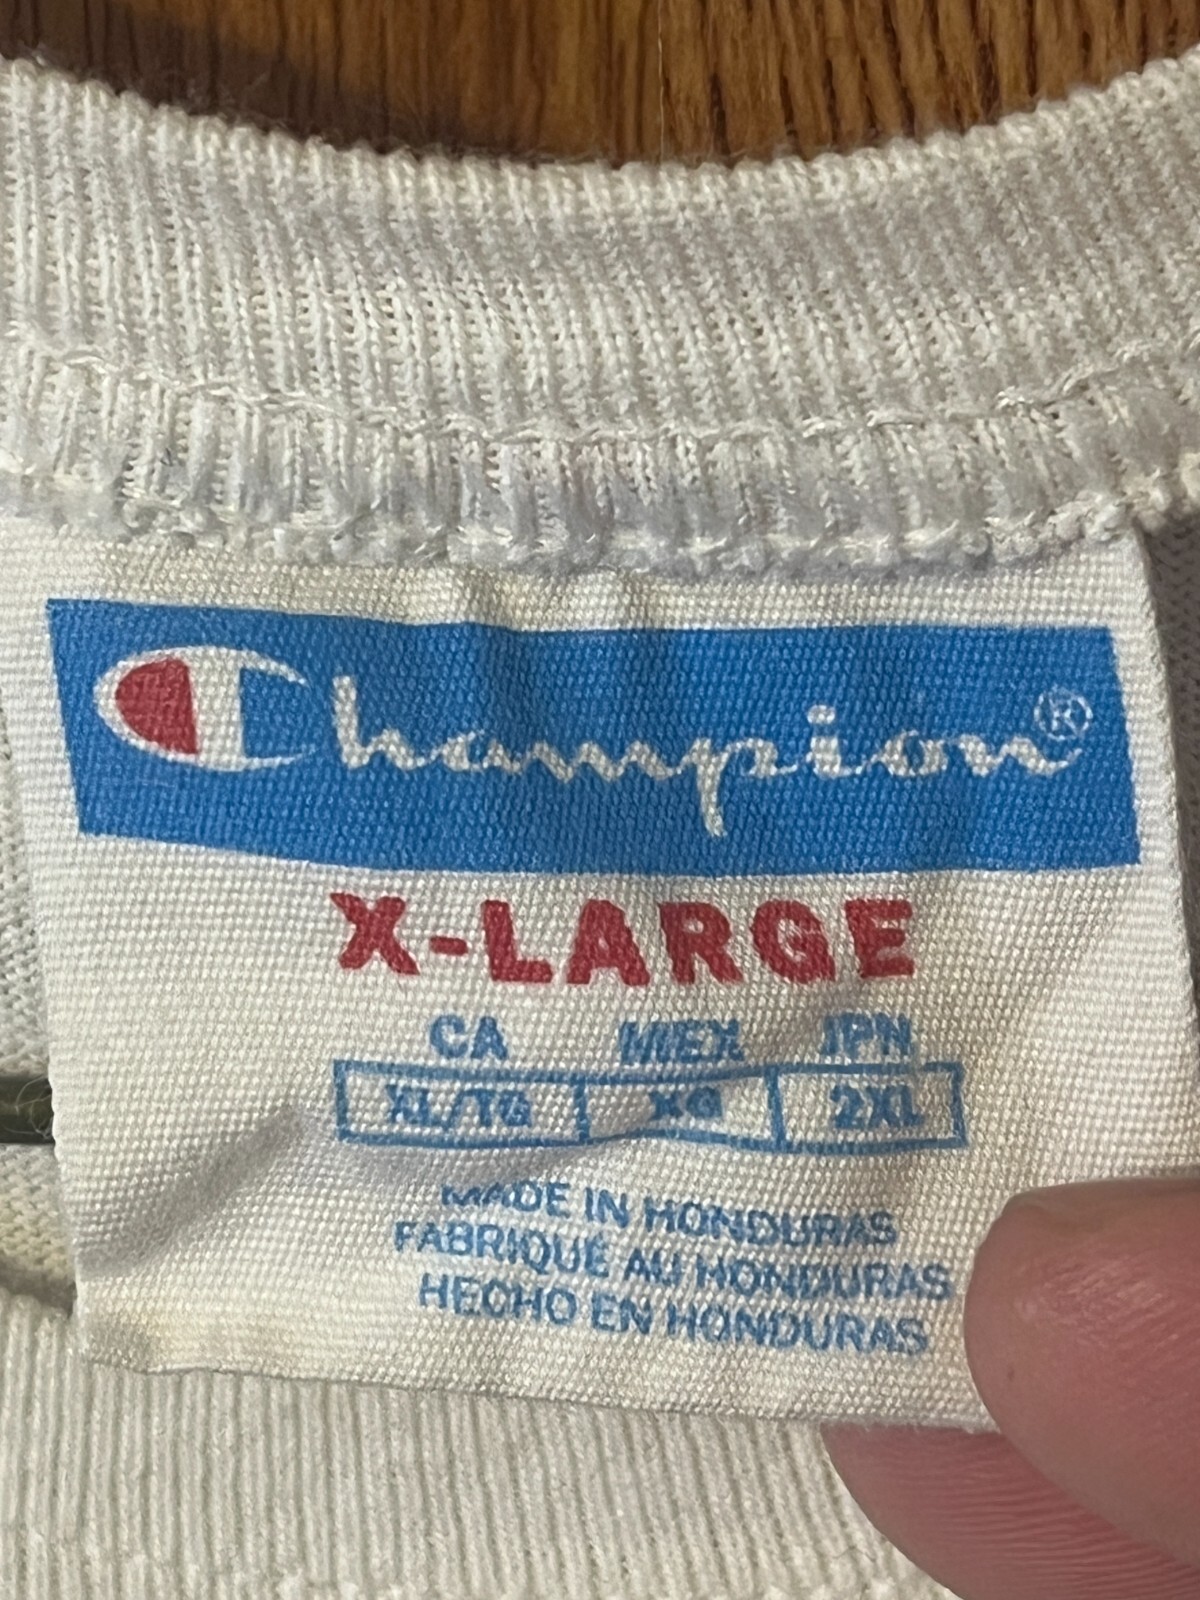 Champion®
X-LARGE
CA MEX JPN
XL/TG XG 2XL
MADE IN HONDURAS
FABRIQUÉ AU HONDURAS
HECHO EN HONDURAS